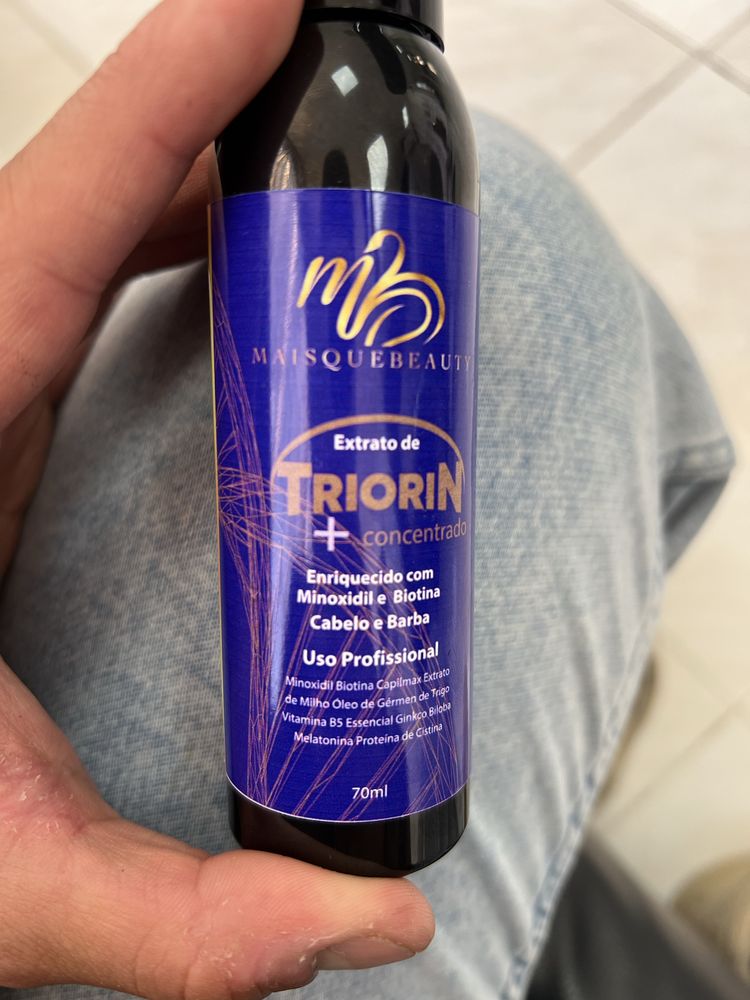 mB
MAISQUEBEAUTY
Extrato de
TRIORIN
+ concentrado
Enriquecido com
Minoxidil e Biotina
Cabelo e Barba
Uso Profissional
Minoxidil Biotina Capilmax Extrato
de Milho Óleo de Gérmen de Trigo
Vitamina B5 Essencial Ginkco Biloba
Melatonina Proteína de Cistina
70ml